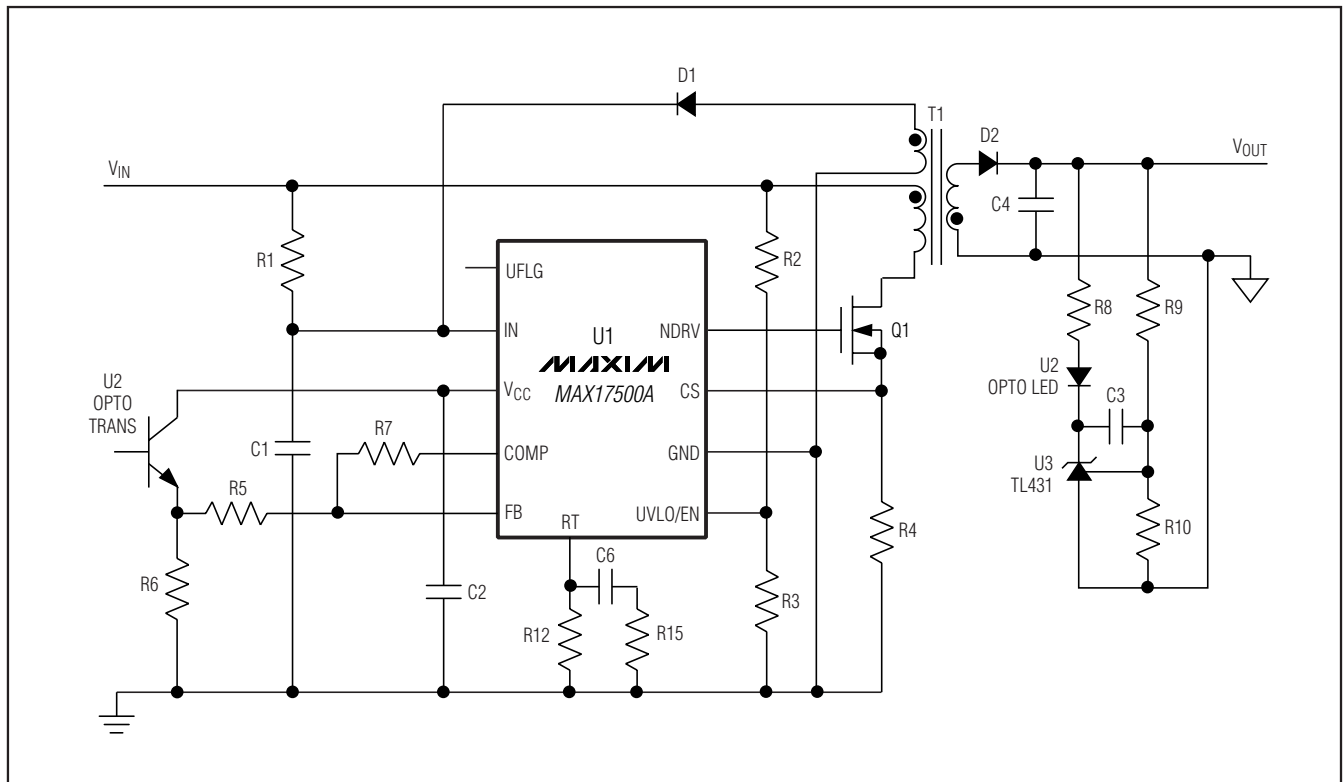 D1
T1
D2
VIN
VOUT
C4
R1
R2
UFLG
IN
U1
MAXIM
MAX17500A
NDRV
Q1
R8
R9
U2
OPTO
TRANS
VCC
CS
U2
OPTO LED
C3
C1
R7
COMP
GND
U3
TL431
R5
FB
RT
UVLO/EN
R4
R10
R6
C2
C6
R12
R15
R3